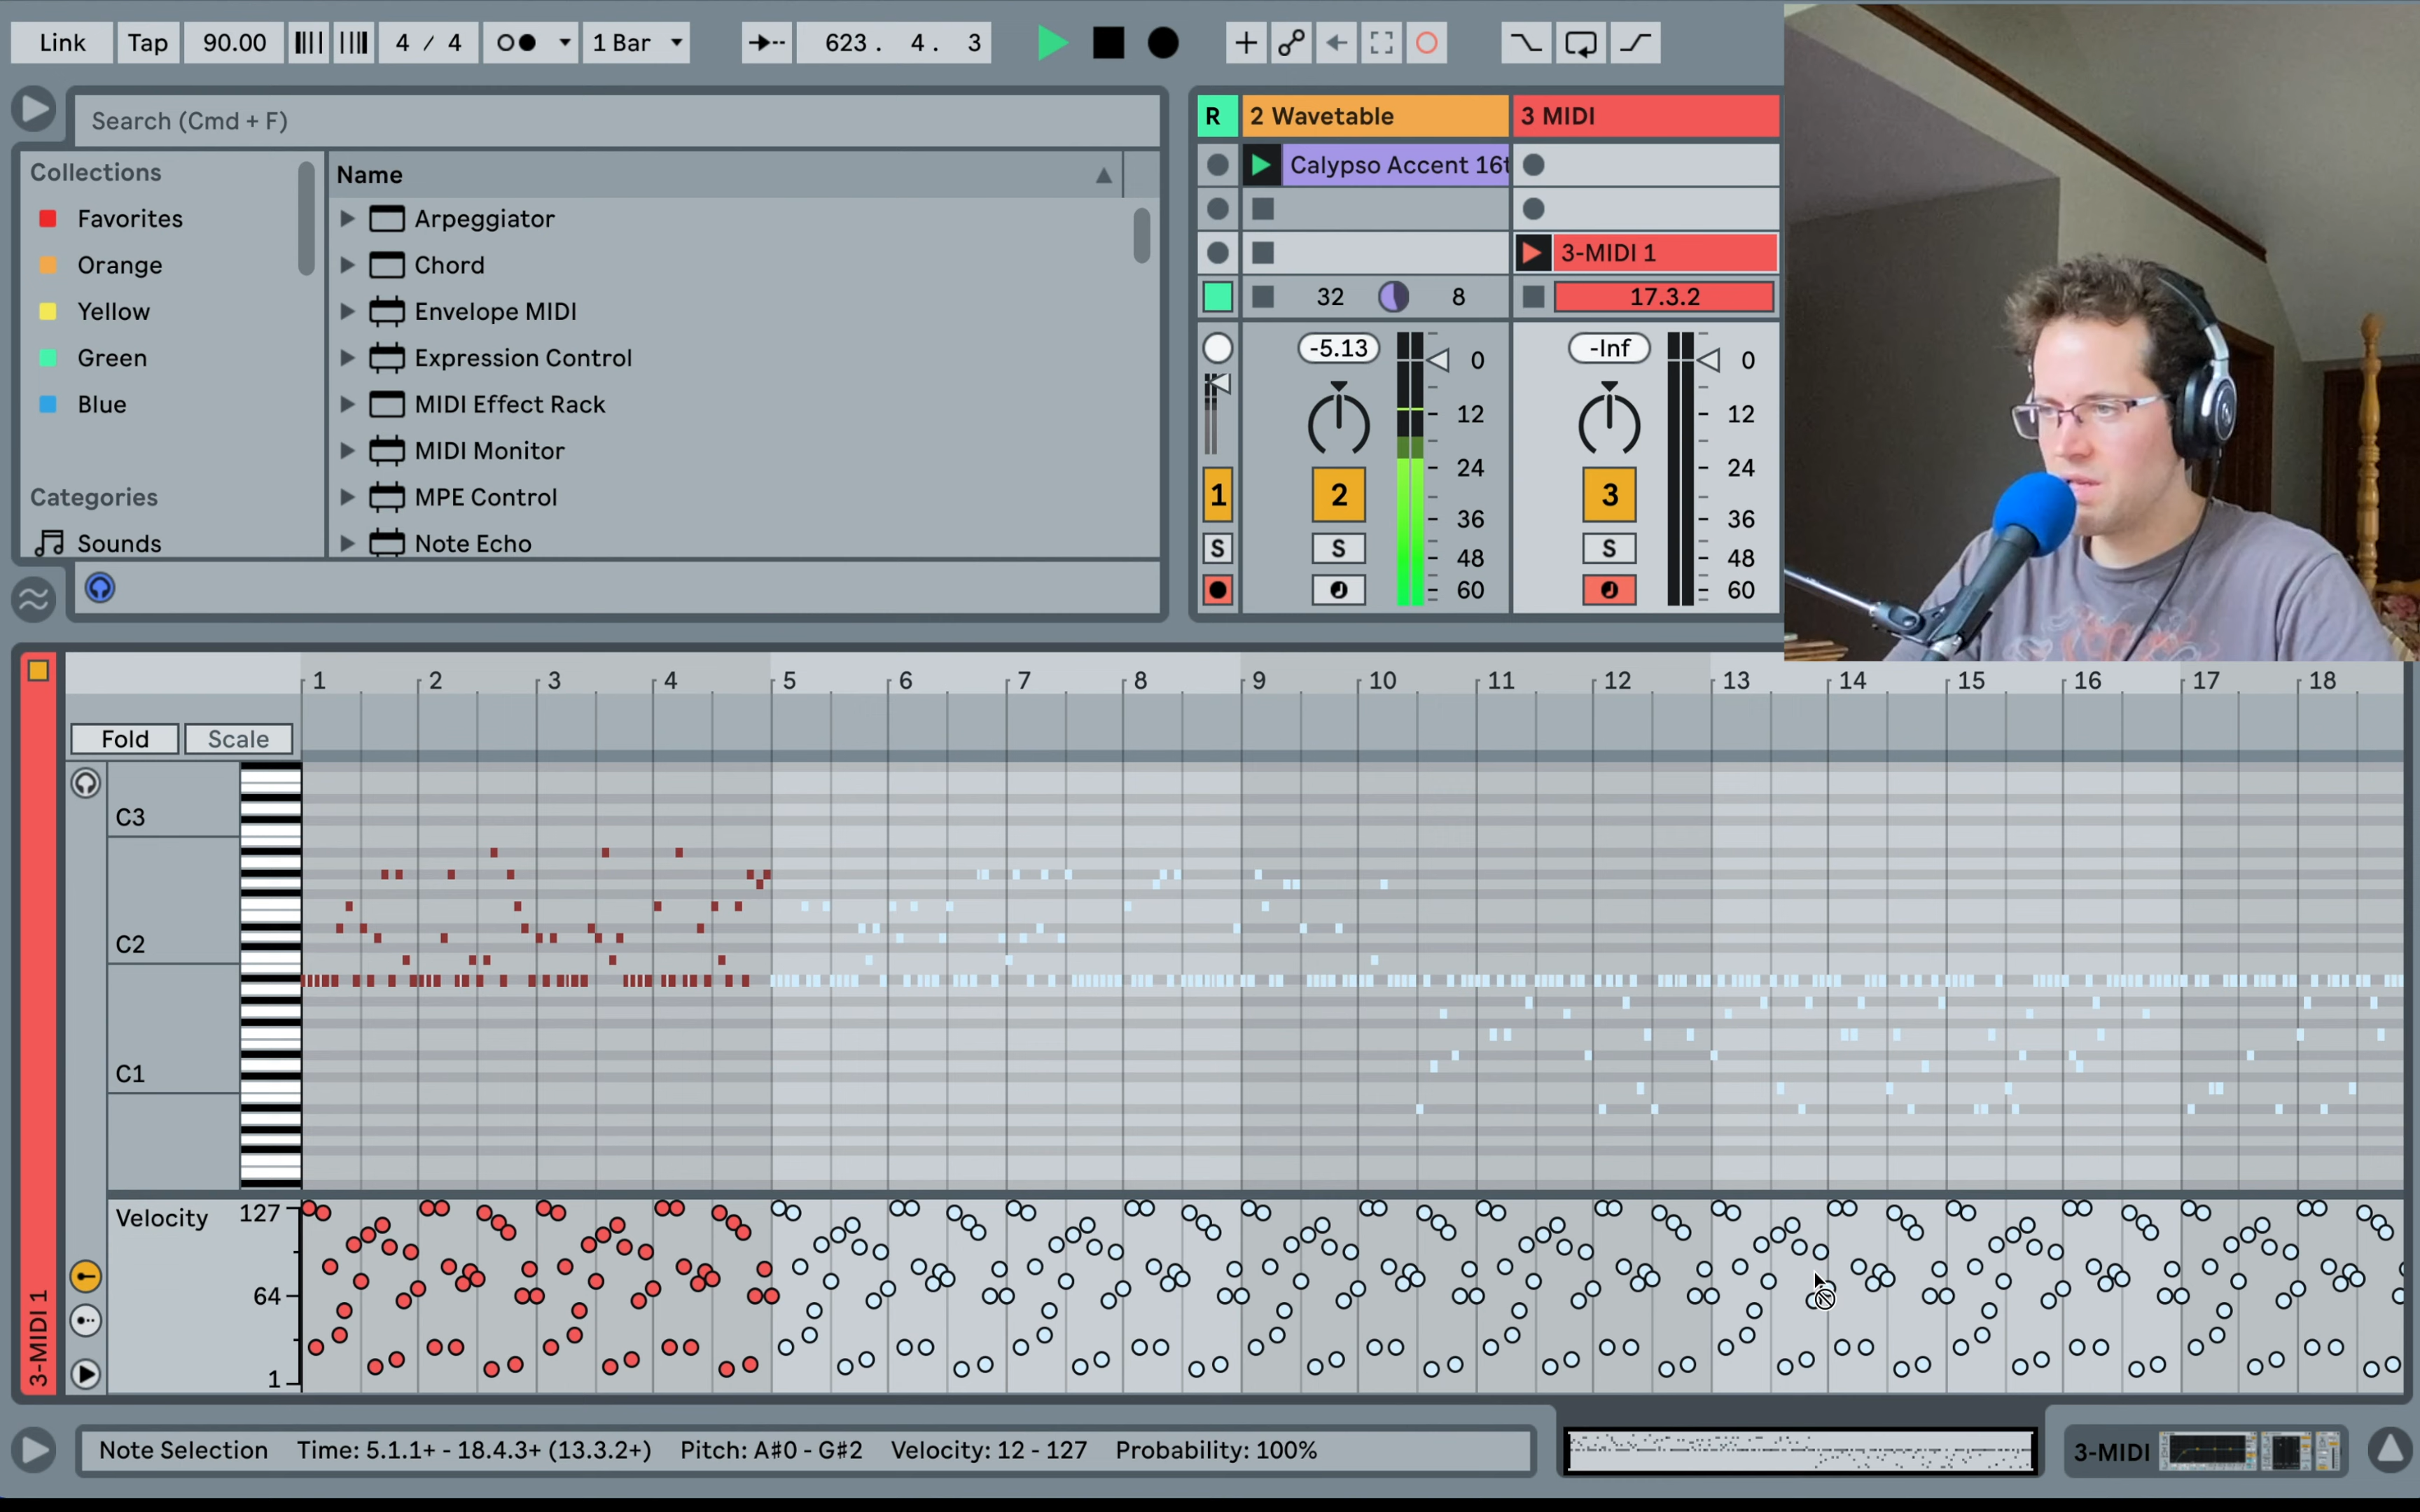 Link Tap 90.00 4 / 4 1 Bar 623. 4. 3
Search (Cmd + F)
Collections
Favorites
Orange
Yellow
Green
Blue
Categories
Sounds
Name
Arpeggiator
Chord
Envelope MIDI
Expression Control
MIDI Effect Rack
MIDI Monitor
MPE Control
Note Echo
R 2 Wavetable 3 MIDI
Calypso Accent 16t
3-MIDI 1
32 8 17.3.2
-5.13 0 -Inf 0
12 12
24 24
1 2 3
36 36
S S S 48 48
60 60
1 2 3 4 5 6 7 8 9 10 11 12 13 14 15 16 17 18
Fold Scale
C3
C2
C1
Velocity 127
64
1
3-MIDI 1
Note Selection Time: 5.1.1+ - 18.4.3+ (13.3.2+) Pitch: A#0 - G#2 Velocity: 12 - 127 Probability: 100%
3-MIDI